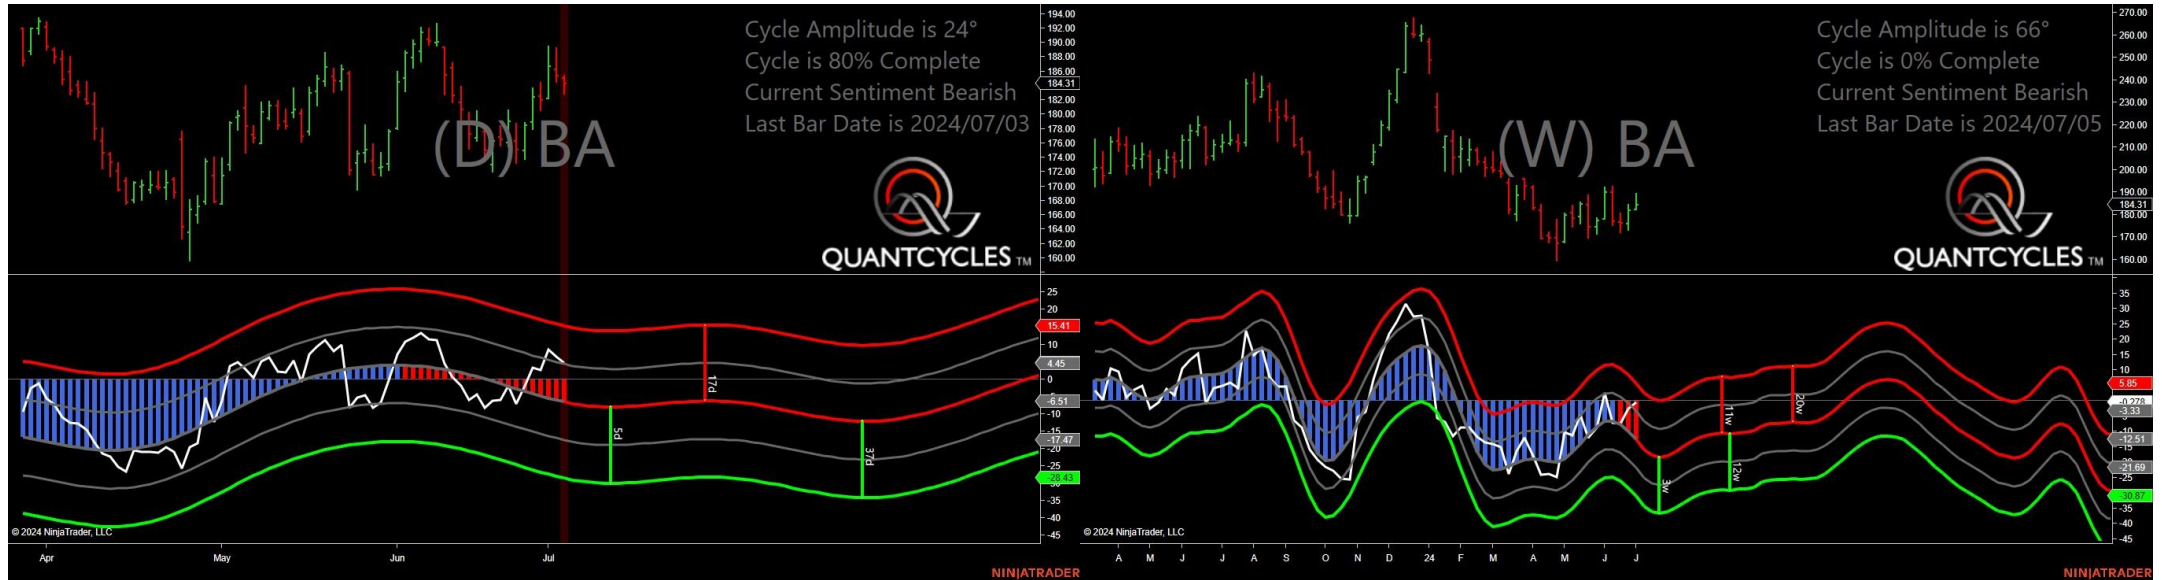 Cycle Amplitude is 24°
Cycle is 80% Complete
Current Sentiment Bearish
Last Bar Date is 2024/07/03
(D) BA
QUANTCYCLES TM
194.00
192.00
190.00
188.00
186.00
184.31
182.00
180.00
178.00
176.00
174.00
172.00
170.00
168.00
166.00
164.00
162.00
160.00
25
20
15.41
10
4.45
0
-6.51
-10
-15
-17.47
-20
-25
-28.43
-35
-40
-45
5d
17d
37d
© 2024 NinjaTrader, LLC
Apr May Jun Jul
NINJATRADER
Cycle Amplitude is 66°
Cycle is 0% Complete
Current Sentiment Bearish
Last Bar Date is 2024/07/05
(W) BA
QUANTCYCLES TM
270.00
260.00
250.00
240.00
230.00
220.00
210.00
200.00
190.00
184.31
180.00
170.00
160.00
35
30
25
20
15
10
5.85
-0.278
-3.33
-12.51
-21.69
-25
-30.87
-35
-40
-45
3w
11w
12w
20w
© 2024 NinjaTrader, LLC
A M J J A S O N D 24 F M A M J J
NINJATRADER